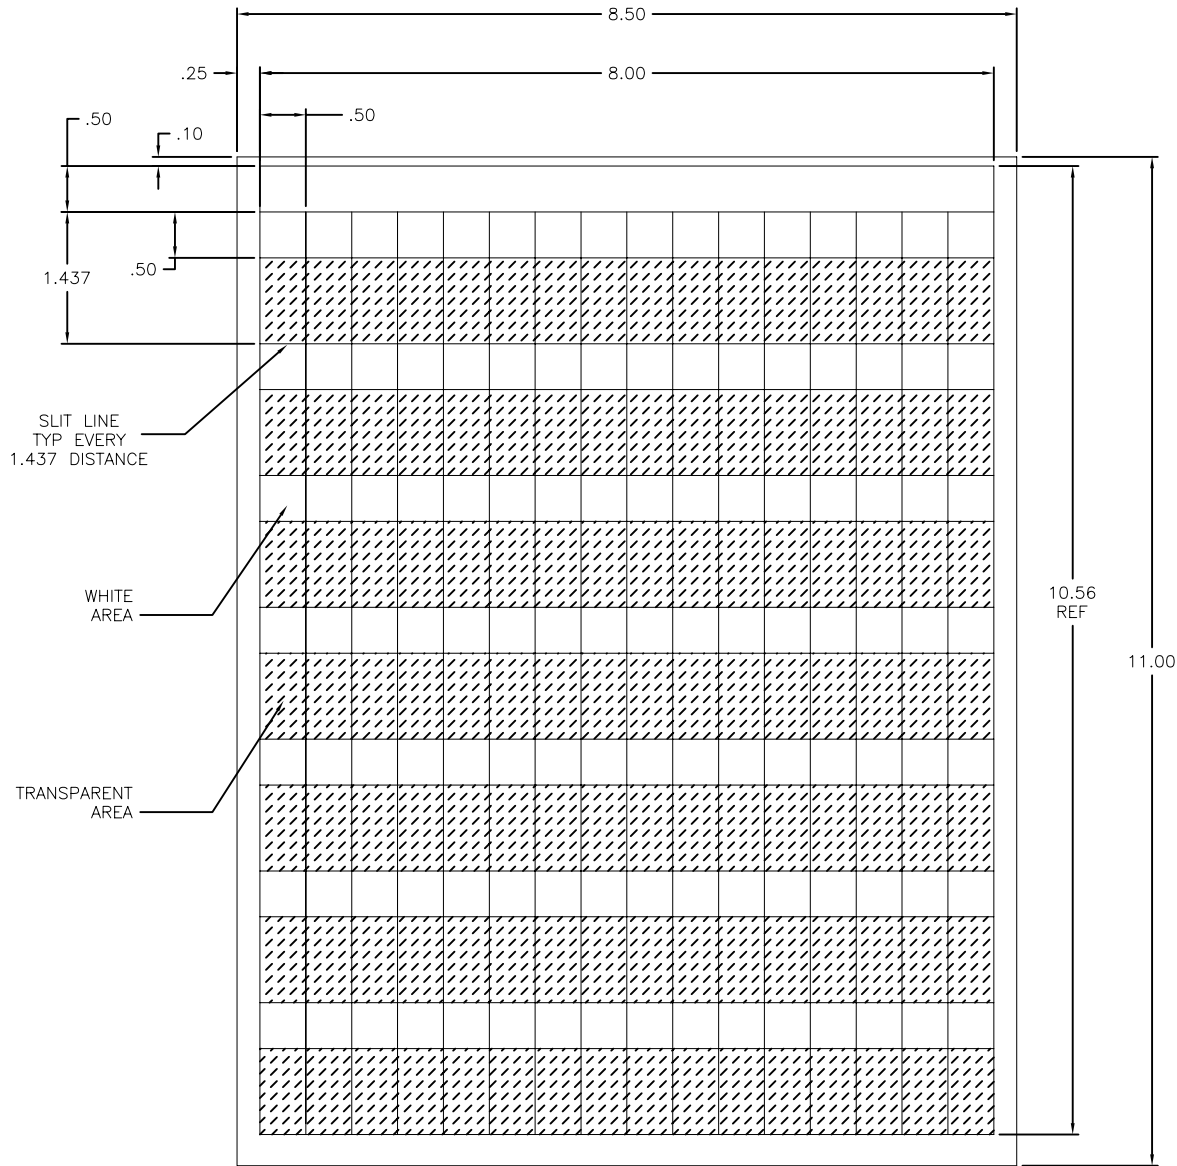 8.50
.25
8.00
.50
.50
.10
1.437
.50
SLIT LINE
TYP EVERY
1.437 DISTANCE
WHITE
AREA
10.56
REF
11.00
TRANSPARENT
AREA